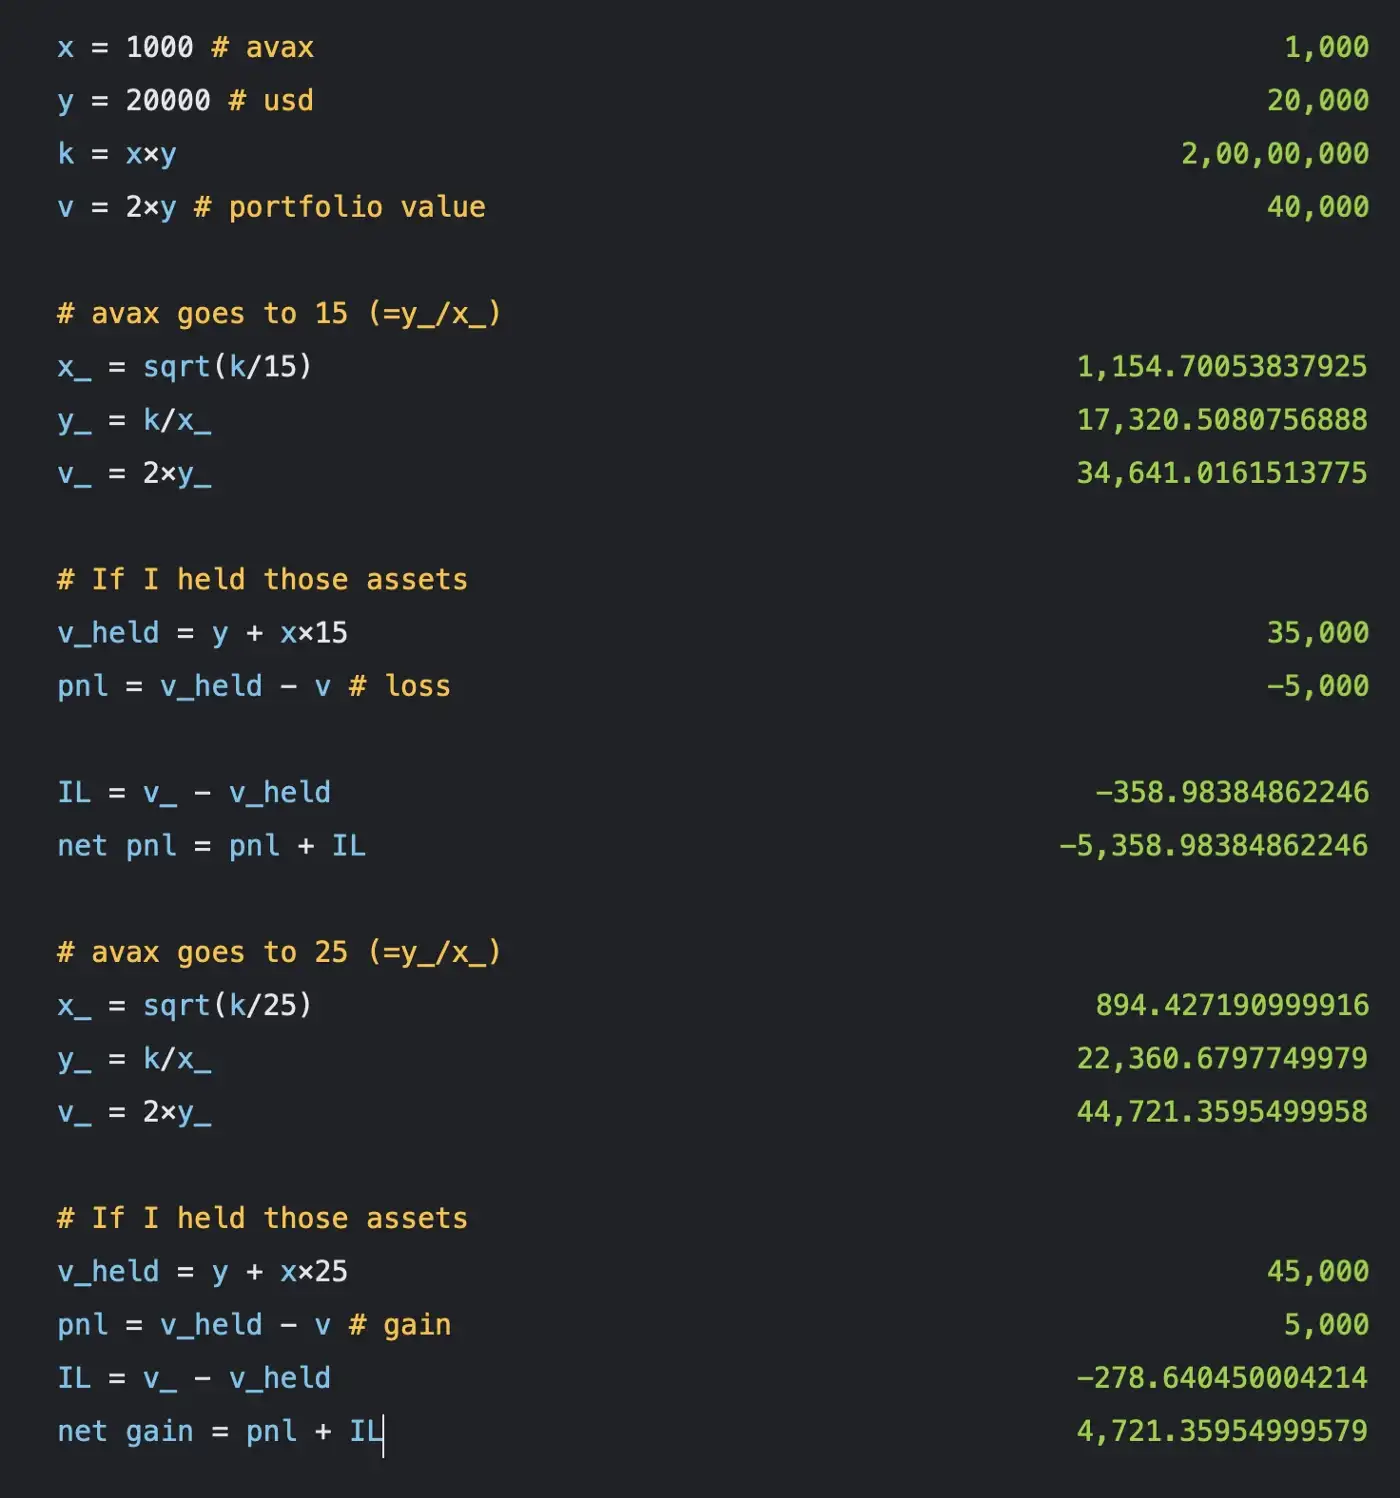 x = 1000 # avax 1,000
y = 20000 # usd 20,000
k = x×y 2,00,00,000
v = 2×y # portfolio value 40,000
# avax goes to 15 (=y_/x_)
x_ = sqrt(k/15) 1,154.70053837925
y_ = k/x_ 17,320.5080756888
v_ = 2×y_ 34,641.0161513775
# If I held those assets
v_held = y + x×15 35,000
pnl = v_held − v # loss −5,000
IL = v_ − v_held −358.98384862246
net pnl = pnl + IL −5,358.98384862246
# avax goes to 25 (=y_/x_)
x_ = sqrt(k/25) 894.427190999916
y_ = k/x_ 22,360.6797749979
v_ = 2×y_ 44,721.3595499958
# If I held those assets
v_held = y + x×25 45,000
pnl = v_held − v # gain 5,000
IL = v_ − v_held −278.640450004214
net gain = pnl + IL 4,721.35954999579